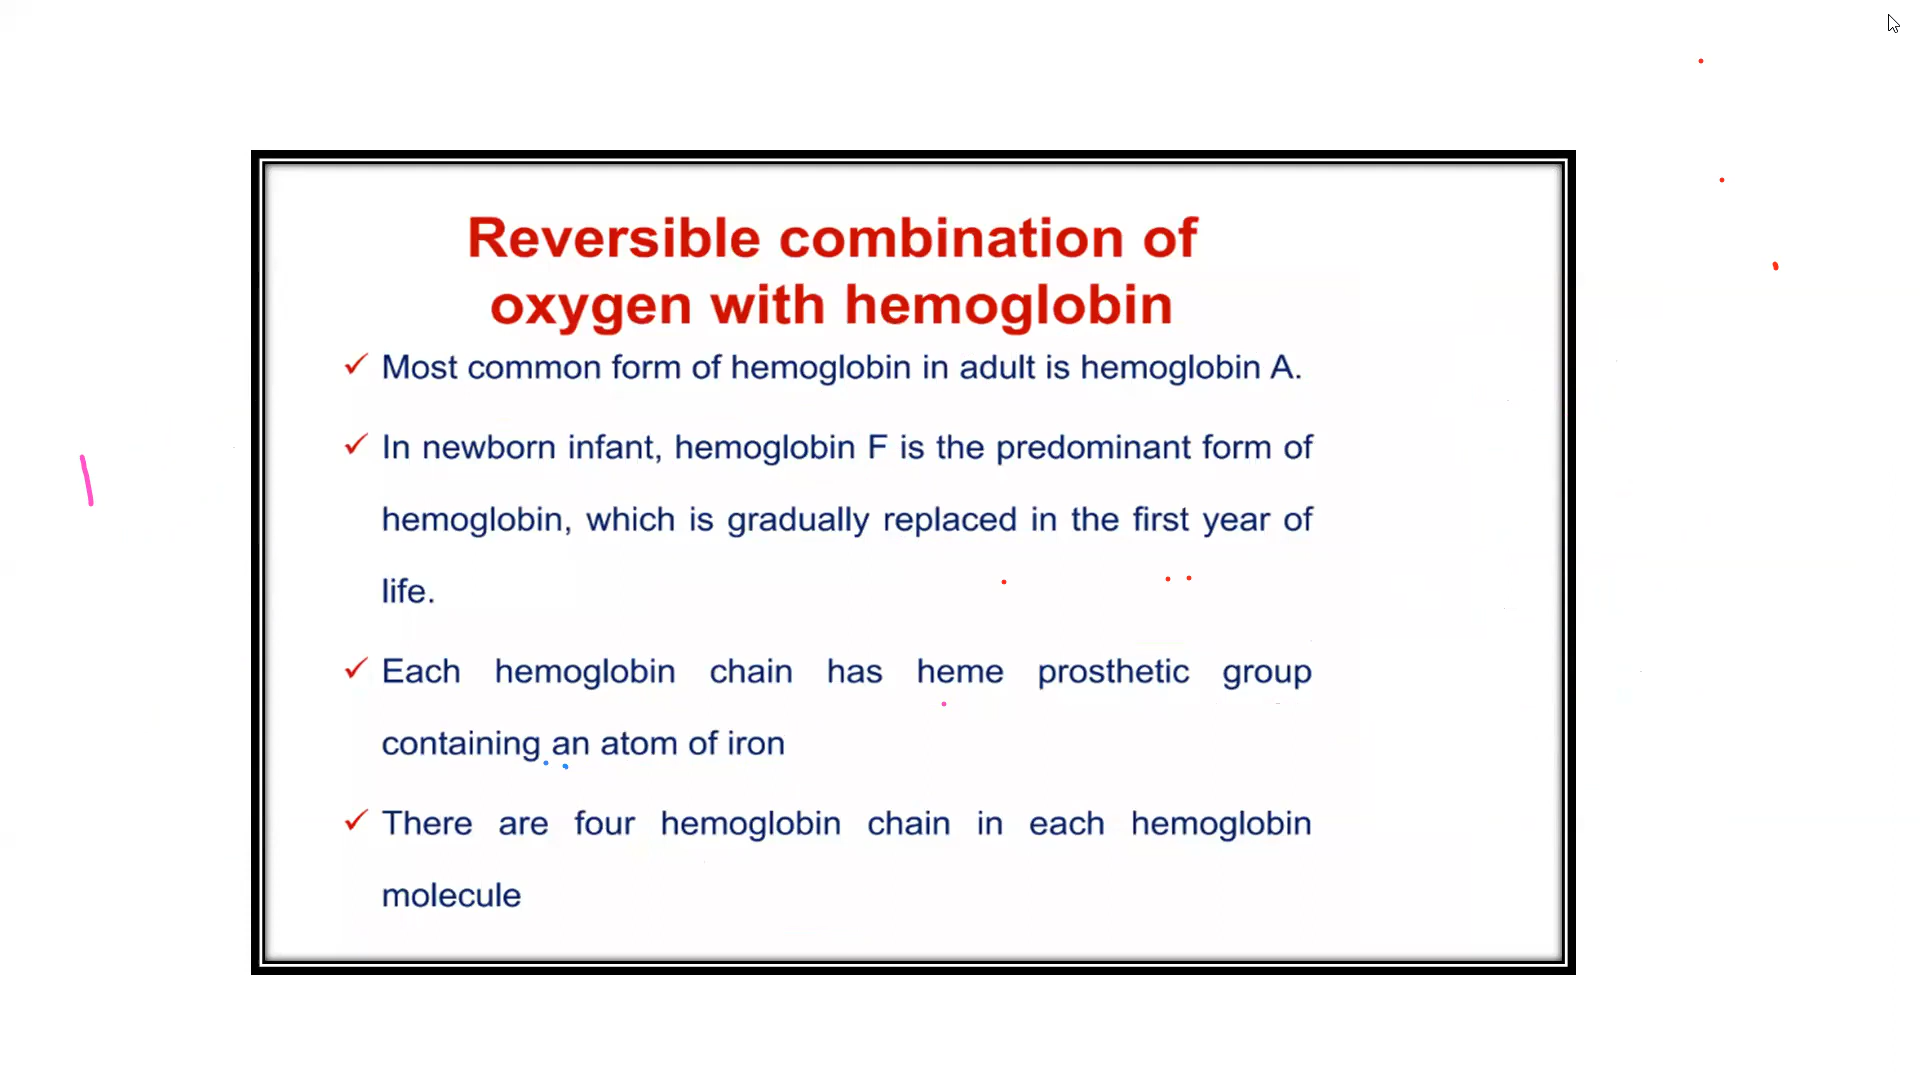 Reversible combination of
oxygen with hemoglobin
✓ Most common form of hemoglobin in adult is hemoglobin A.
✓ In newborn infant, hemoglobin F is the predominant form of
hemoglobin, which is gradually replaced in the first year of
life.
✓ Each hemoglobin chain has heme prosthetic group
containing an atom of iron
✓ There are four hemoglobin chain in each hemoglobin
molecule